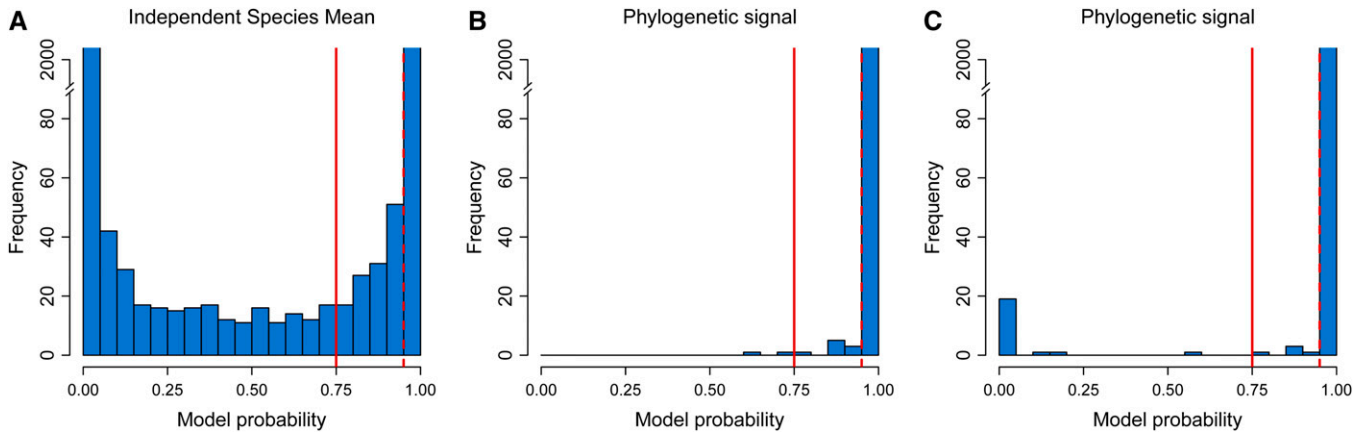 A
Independent Species Mean
Frequency
0 20 40 60 80 2000
0.00 0.25 0.50 0.75 1.00
Model probability
B
Phylogenetic signal
Frequency
0 20 40 60 80 2000
0.00 0.25 0.50 0.75 1.00
Model probability
C
Phylogenetic signal
Frequency
0 20 40 60 80 2000
0.00 0.25 0.50 0.75 1.00
Model probability